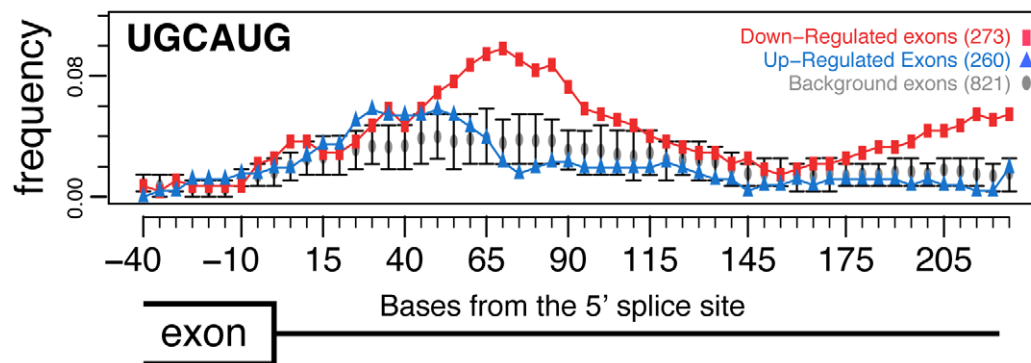 UGCAUG
Down−Regulated exons (273)
Up−Regulated Exons (260)
Background exons (821)
frequency
0.08
0.00
−40 −10 15 40 65 90 115 145 175 205
Bases from the 5' splice site
exon